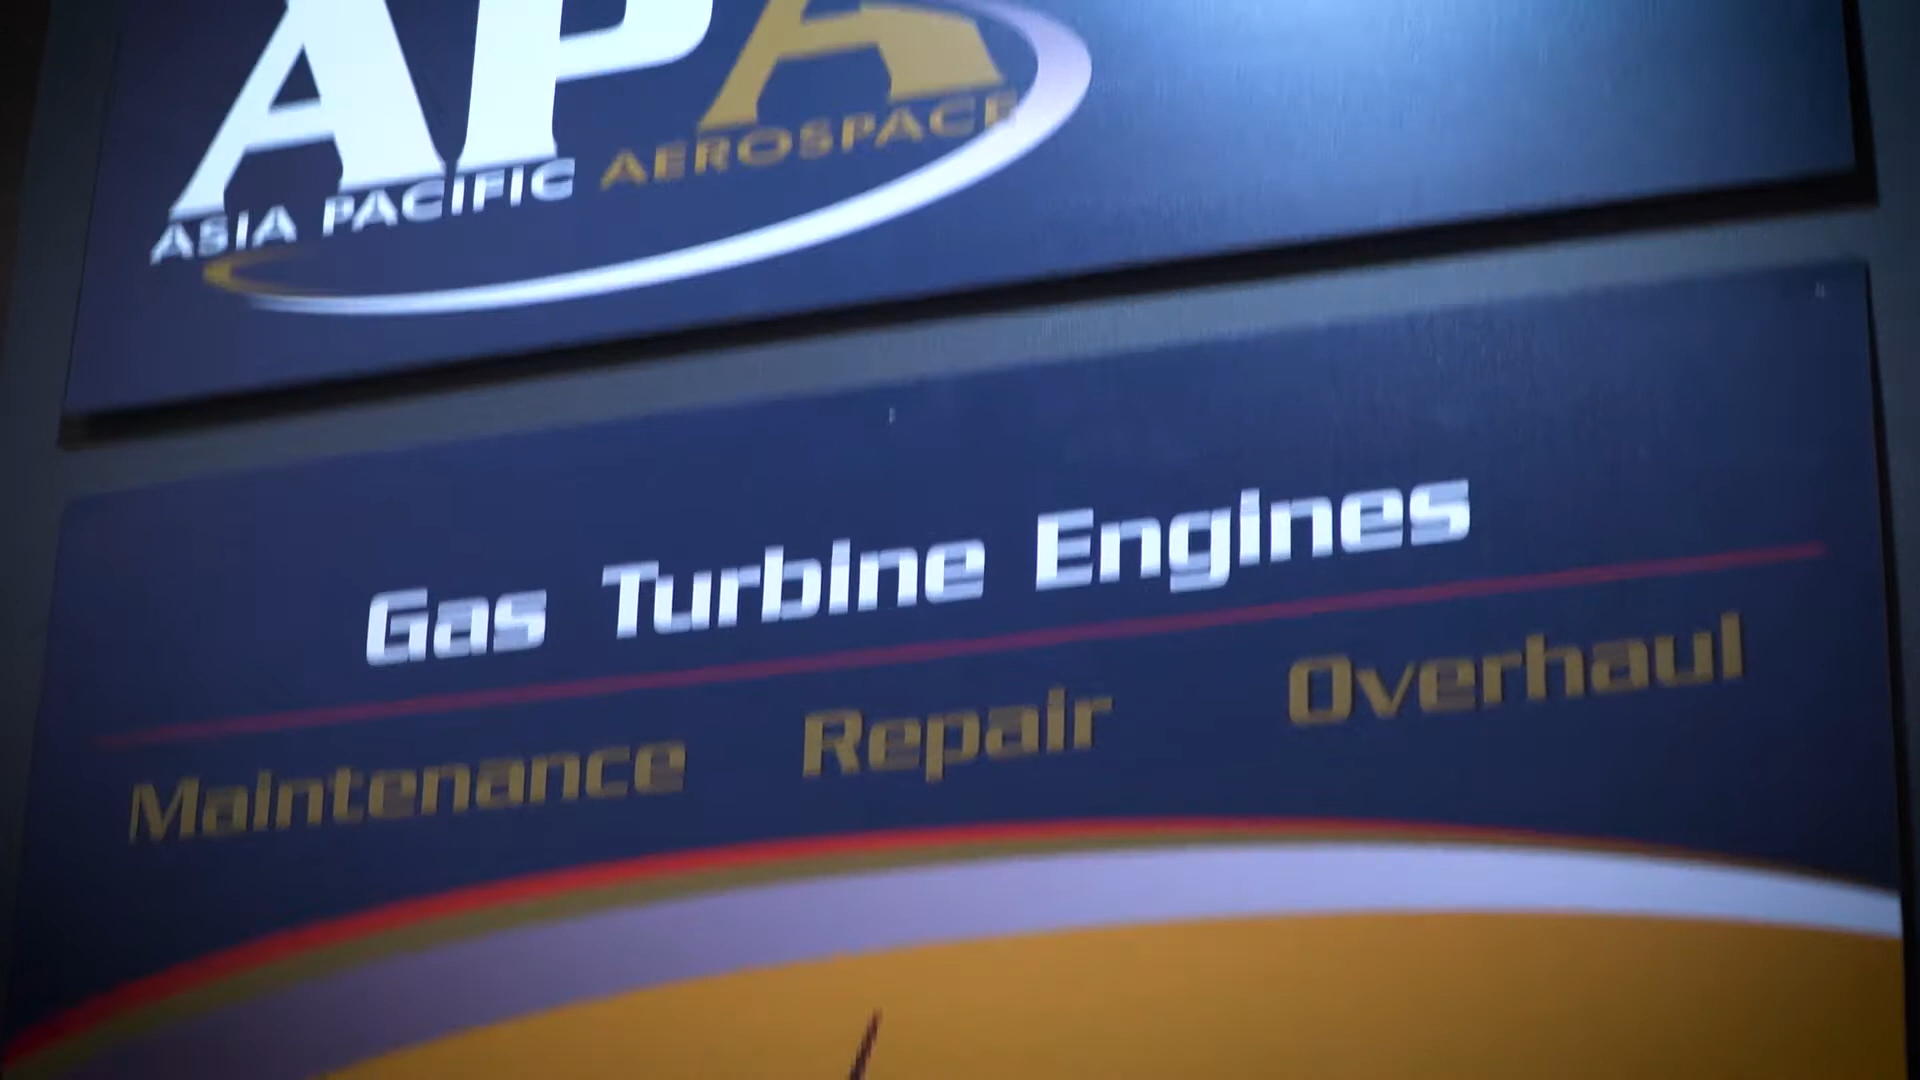 APA
ASIA PACIFIC AEROSPACE
Gas Turbine Engines
Maintenance Repair Overhaul